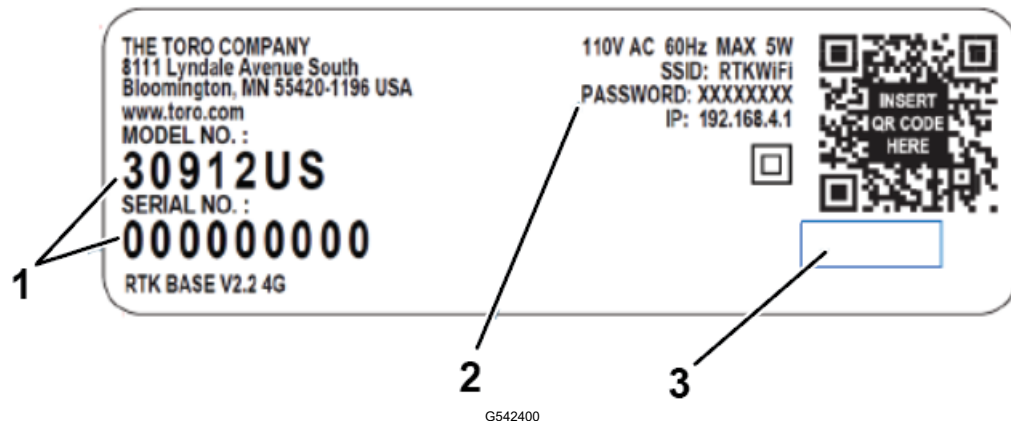 THE TORO COMPANY
8111 Lyndale Avenue South
Bloomington, MN 55420-1196 USA
www.toro.com
MODEL NO. :
30912US
SERIAL NO. :
000000000
RTK BASE V2.2 4G
110V AC 60Hz MAX 5W
SSID: RTKWiFi
PASSWORD: XXXXXXXX
IP: 192.168.4.1
INSERT
QR CODE
HERE
1
2
3
G542400